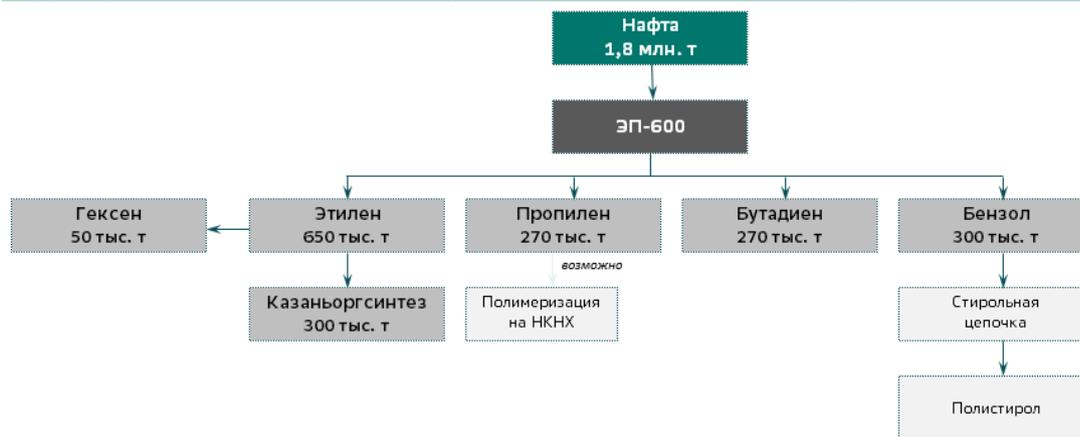 Нафта
1,8 млн. т
ЭП-600
Гексен
50 тыс. т
Этилен
650 тыс. т
Пропилен
270 тыс. т
Бутадиен
270 тыс. т
Бензол
300 тыс. т
возможно
Казаньоргсинтез
300 тыс. т
Полимеризация
на НКНХ
Стирольная
цепочка
Полистирол